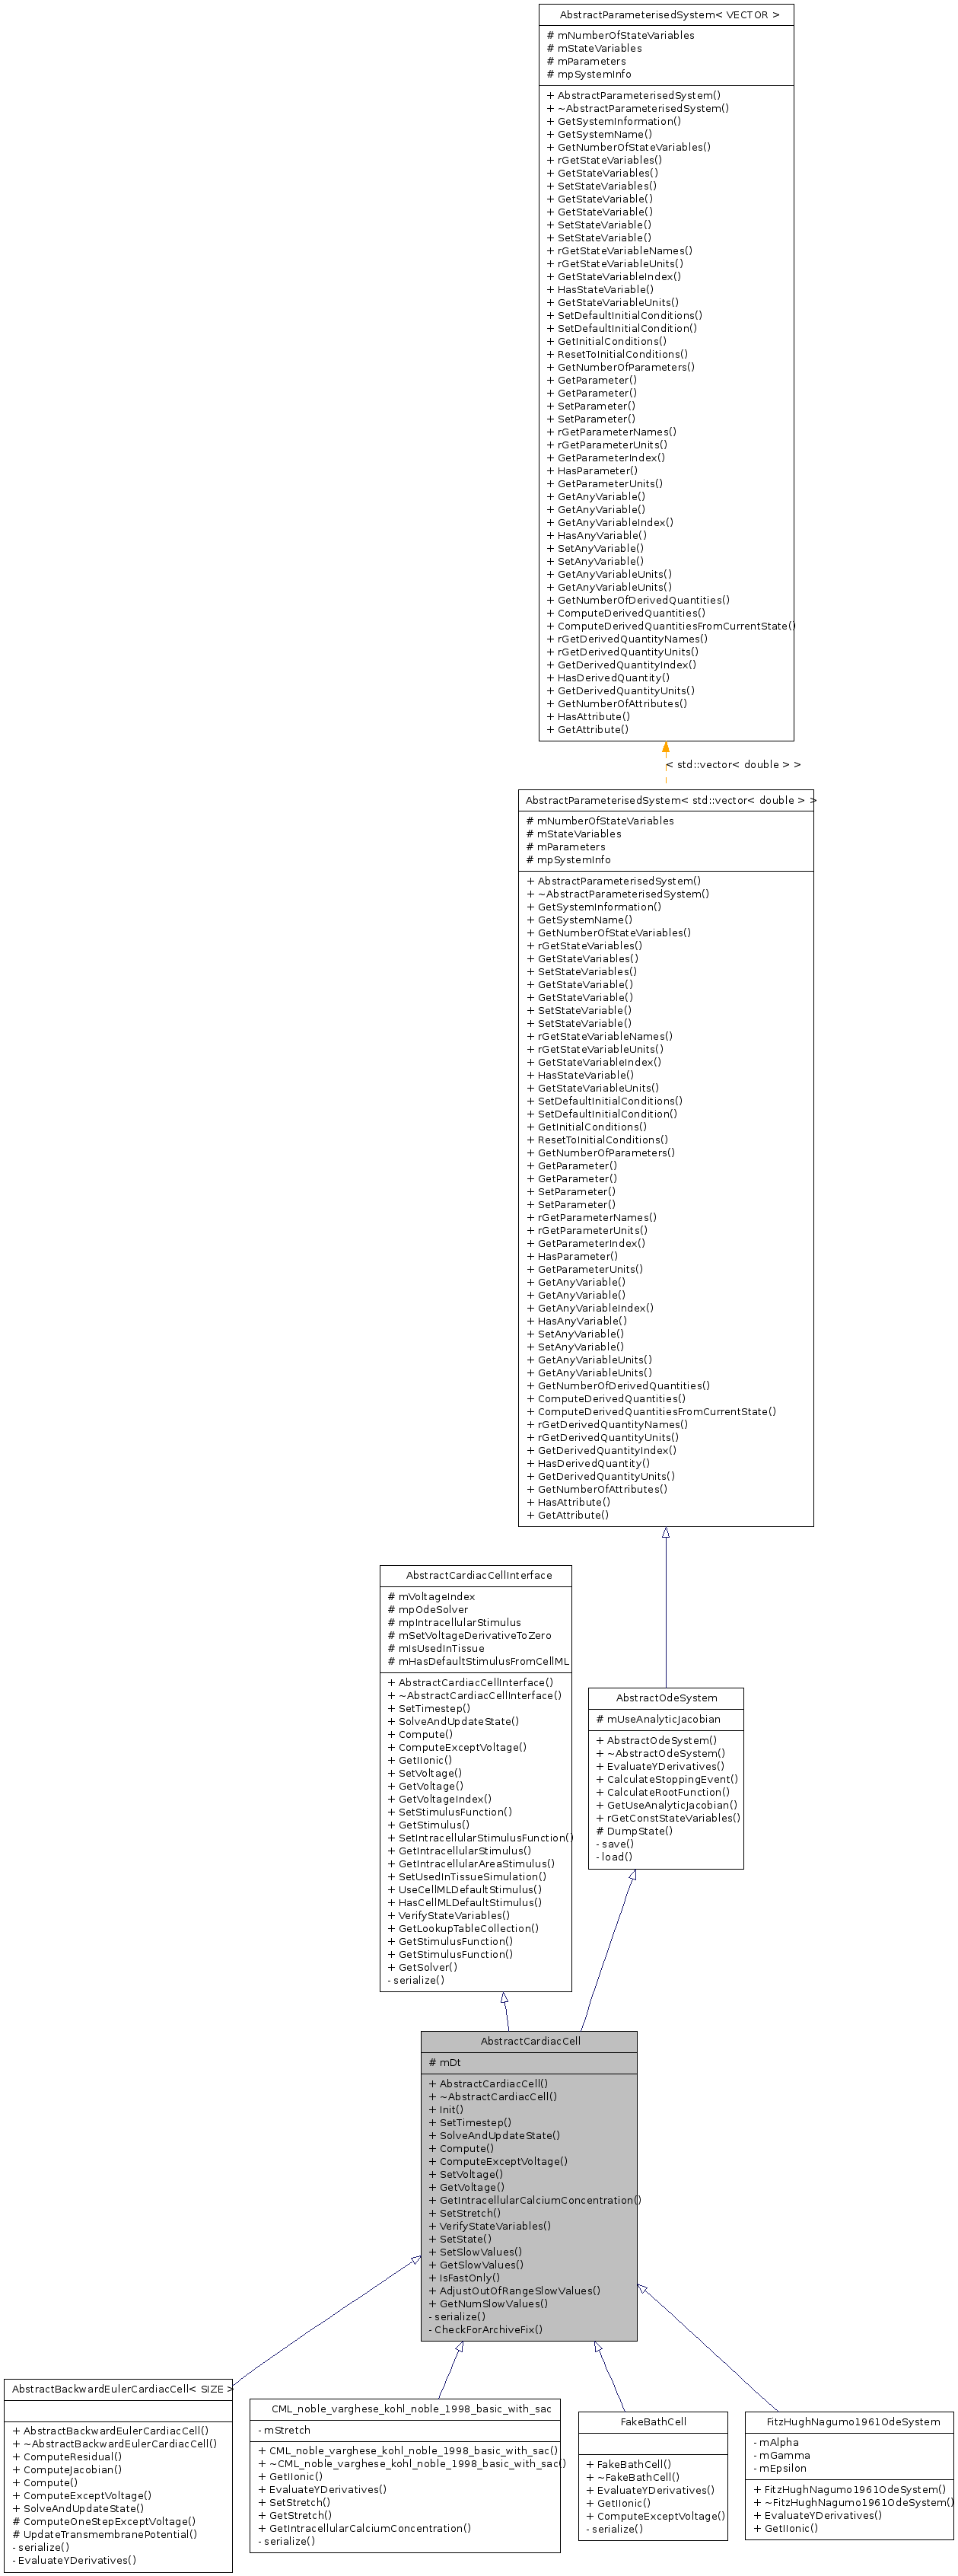 AbstractParameterisedSystem< VECTOR >
# mNumberOfStateVariables
# mStateVariables
# mParameters
# mpSystemInfo
+ AbstractParameterisedSystem()
+ ~AbstractParameterisedSystem()
+ GetSystemInformation()
+ GetSystemName()
+ GetNumberOfStateVariables()
+ rGetStateVariables()
+ GetStateVariables()
+ SetStateVariables()
+ GetStateVariable()
+ GetStateVariable()
+ SetStateVariable()
+ SetStateVariable()
+ rGetStateVariableNames()
+ rGetStateVariableUnits()
+ GetStateVariableIndex()
+ HasStateVariable()
+ GetStateVariableUnits()
+ SetDefaultInitialConditions()
+ SetDefaultInitialCondition()
+ GetInitialConditions()
+ ResetToInitialConditions()
+ GetNumberOfParameters()
+ GetParameter()
+ GetParameter()
+ SetParameter()
+ SetParameter()
+ rGetParameterNames()
+ rGetParameterUnits()
+ GetParameterIndex()
+ HasParameter()
+ GetParameterUnits()
+ GetAnyVariable()
+ GetAnyVariable()
+ GetAnyVariableIndex()
+ HasAnyVariable()
+ SetAnyVariable()
+ SetAnyVariable()
+ GetAnyVariableUnits()
+ GetAnyVariableUnits()
+ GetNumberOfDerivedQuantities()
+ ComputeDerivedQuantities()
+ ComputeDerivedQuantitiesFromCurrentState()
+ rGetDerivedQuantityNames()
+ rGetDerivedQuantityUnits()
+ GetDerivedQuantityIndex()
+ HasDerivedQuantity()
+ GetDerivedQuantityUnits()
+ GetNumberOfAttributes()
+ HasAttribute()
+ GetAttribute()
< std::vector< double > >
AbstractParameterisedSystem< std::vector< double > >
# mNumberOfStateVariables
# mStateVariables
# mParameters
# mpSystemInfo
+ AbstractParameterisedSystem()
+ ~AbstractParameterisedSystem()
+ GetSystemInformation()
+ GetSystemName()
+ GetNumberOfStateVariables()
+ rGetStateVariables()
+ GetStateVariables()
+ SetStateVariables()
+ GetStateVariable()
+ GetStateVariable()
+ SetStateVariable()
+ SetStateVariable()
+ rGetStateVariableNames()
+ rGetStateVariableUnits()
+ GetStateVariableIndex()
+ HasStateVariable()
+ GetStateVariableUnits()
+ SetDefaultInitialConditions()
+ SetDefaultInitialCondition()
+ GetInitialConditions()
+ ResetToInitialConditions()
+ GetNumberOfParameters()
+ GetParameter()
+ GetParameter()
+ SetParameter()
+ SetParameter()
+ rGetParameterNames()
+ rGetParameterUnits()
+ GetParameterIndex()
+ HasParameter()
+ GetParameterUnits()
+ GetAnyVariable()
+ GetAnyVariable()
+ GetAnyVariableIndex()
+ HasAnyVariable()
+ SetAnyVariable()
+ SetAnyVariable()
+ GetAnyVariableUnits()
+ GetAnyVariableUnits()
+ GetNumberOfDerivedQuantities()
+ ComputeDerivedQuantities()
+ ComputeDerivedQuantitiesFromCurrentState()
+ rGetDerivedQuantityNames()
+ rGetDerivedQuantityUnits()
+ GetDerivedQuantityIndex()
+ HasDerivedQuantity()
+ GetDerivedQuantityUnits()
+ GetNumberOfAttributes()
+ HasAttribute()
+ GetAttribute()
AbstractCardiacCellInterface
# mVoltageIndex
# mpOdeSolver
# mpIntracellularStimulus
# mSetVoltageDerivativeToZero
# mIsUsedInTissue
# mHasDefaultStimulusFromCellML
+ AbstractCardiacCellInterface()
+ ~AbstractCardiacCellInterface()
+ SetTimestep()
+ SolveAndUpdateState()
+ Compute()
+ ComputeExceptVoltage()
+ GetIIonic()
+ SetVoltage()
+ GetVoltage()
+ GetVoltageIndex()
+ SetStimulusFunction()
+ GetStimulus()
+ SetIntracellularStimulusFunction()
+ GetIntracellularStimulus()
+ GetIntracellularAreaStimulus()
+ SetUsedInTissueSimulation()
+ UseCellMLDefaultStimulus()
+ HasCellMLDefaultStimulus()
+ VerifyStateVariables()
+ GetLookupTableCollection()
+ GetStimulusFunction()
+ GetStimulusFunction()
+ GetSolver()
- serialize()
AbstractOdeSystem
# mUseAnalyticJacobian
+ AbstractOdeSystem()
+ ~AbstractOdeSystem()
+ EvaluateYDerivatives()
+ CalculateStoppingEvent()
+ CalculateRootFunction()
+ GetUseAnalyticJacobian()
+ rGetConstStateVariables()
# DumpState()
- save()
- load()
AbstractCardiacCell
# mDt
+ AbstractCardiacCell()
+ ~AbstractCardiacCell()
+ Init()
+ SetTimestep()
+ SolveAndUpdateState()
+ Compute()
+ ComputeExceptVoltage()
+ SetVoltage()
+ GetVoltage()
+ GetIntracellularCalciumConcentration()
+ SetStretch()
+ VerifyStateVariables()
+ SetState()
+ SetSlowValues()
+ GetSlowValues()
+ IsFastOnly()
+ AdjustOutOfRangeSlowValues()
+ GetNumSlowValues()
- serialize()
- CheckForArchiveFix()
AbstractBackwardEulerCardiacCell< SIZE >
+ AbstractBackwardEulerCardiacCell()
+ ~AbstractBackwardEulerCardiacCell()
+ ComputeResidual()
+ ComputeJacobian()
+ Compute()
+ ComputeExceptVoltage()
+ SolveAndUpdateState()
# ComputeOneStepExceptVoltage()
# UpdateTransmembranePotential()
- serialize()
- EvaluateYDerivatives()
CML_noble_varghese_kohl_noble_1998_basic_with_sac
- mStretch
+ CML_noble_varghese_kohl_noble_1998_basic_with_sac()
+ ~CML_noble_varghese_kohl_noble_1998_basic_with_sac()
+ GetIIonic()
+ EvaluateYDerivatives()
+ SetStretch()
+ GetStretch()
+ GetIntracellularCalciumConcentration()
- serialize()
FakeBathCell
+ FakeBathCell()
+ ~FakeBathCell()
+ EvaluateYDerivatives()
+ GetIIonic()
+ ComputeExceptVoltage()
- serialize()
FitzHughNagumo1961OdeSystem
- mAlpha
- mGamma
- mEpsilon
+ FitzHughNagumo1961OdeSystem()
+ ~FitzHughNagumo1961OdeSystem()
+ EvaluateYDerivatives()
+ GetIIonic()